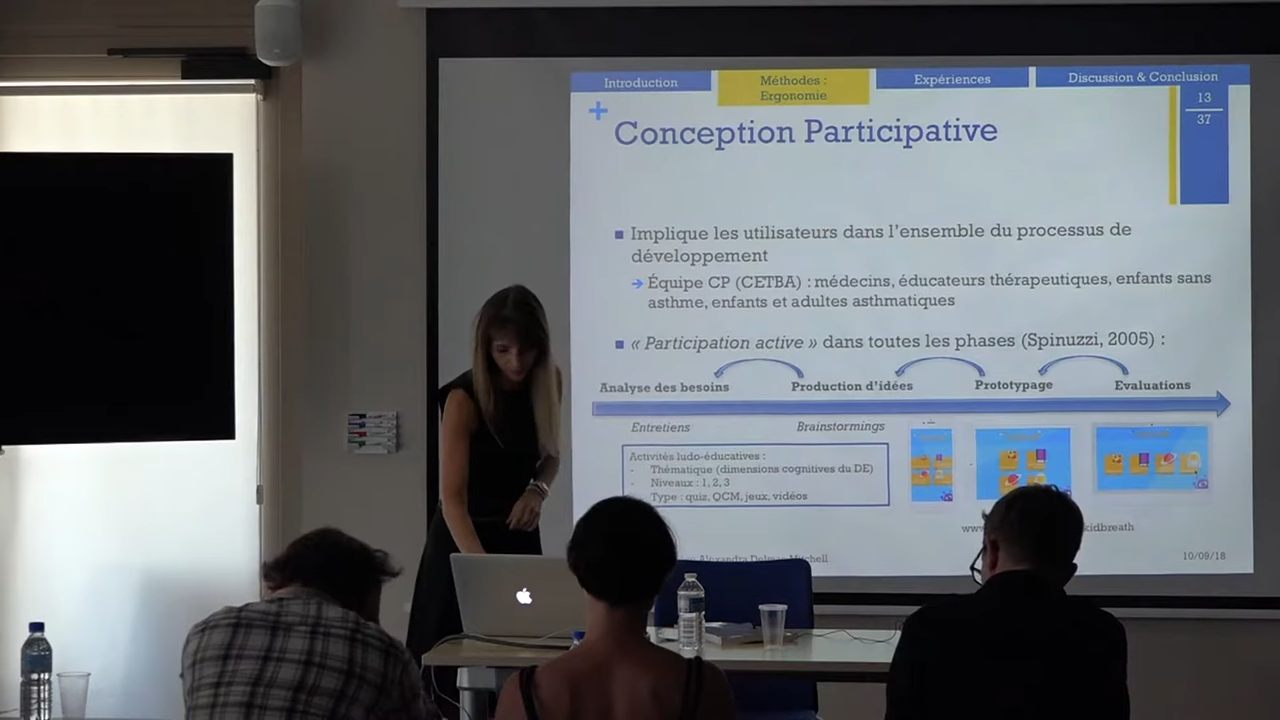 Introduction
Méthodes :
Ergonomie
Expériences
Discussion & Conclusion
13
37
+
Conception Participative
Implique les utilisateurs dans l'ensemble du processus de
développement
Équipe CP (CETBA) : médecins, éducateurs thérapeutiques, enfants sans
asthme, enfants et adultes asthmatiques
« Participation active » dans toutes les phases (Spinuzzi, 2005) :
Analyse des besoins
Production d'idées
Prototypage
Evaluations
Entretiens
Brainstormings
Activités ludo-éducatives :
- Thématique (dimensions cognitives du DE)
- Niveaux : 1, 2, 3
- Type : quiz, QCM, jeux, vidéos
kidbreath
Alexandra Mitchell
10/09/18